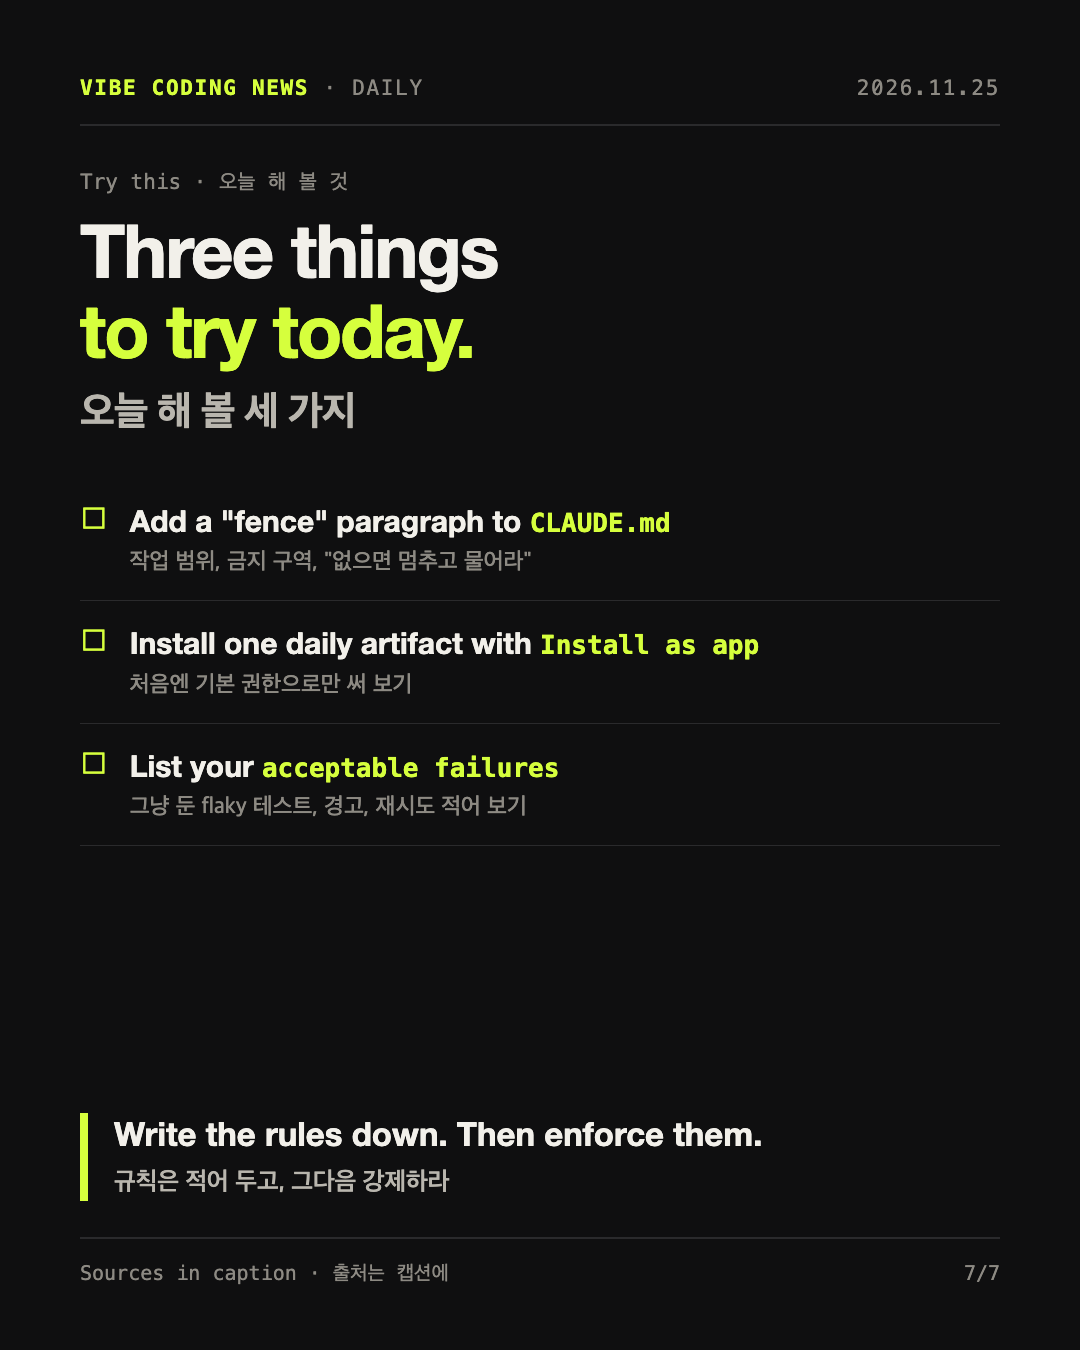 VIBE CODING NEWS · DAILY
2026.11.25
Try this · 오늘 해 볼 것
Three things
to try today.
오늘 해 볼 세 가지
☐ Add a "fence" paragraph to CLAUDE.md
작업 범위, 금지 구역, "없으면 멈추고 물어라"
☐ Install one daily artifact with Install as app
처음엔 기본 권한으로만 써 보기
☐ List your acceptable failures
그냥 둔 flaky 테스트, 경고, 재시도 적어 보기
Write the rules down. Then enforce them.
규칙은 적어 두고, 그다음 강제하라
Sources in caption · 출처는 캡션에
7/7